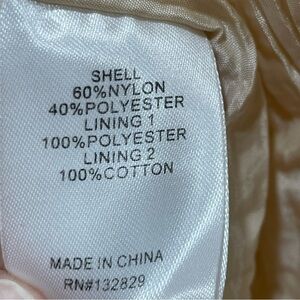 SHELL
60%NYLON
40%POLYESTER
LINING 1
100%POLYESTER
LINING 2
100%COTTON
MADE IN CHINA
RN#132829